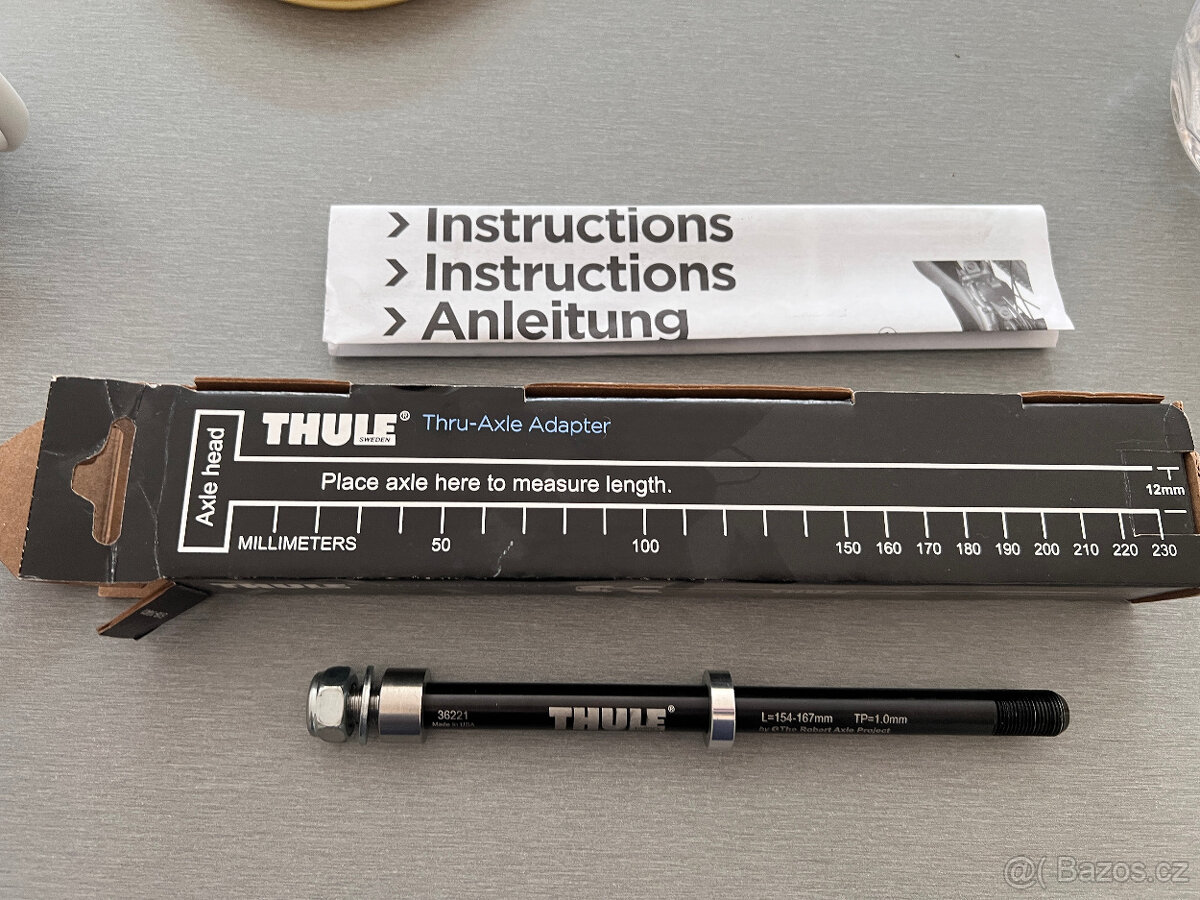 > Instructions
> Instructions
> Anleitung
THULE® Thru-Axle Adapter
SWEDEN
Axle head
Place axle here to measure length.
12mm
MILLIMETERS 50 100 150 160 170 180 190 200 210 220 230
THULE
36221
Made in USA
THULE®
L=154-167mm TP=1.0mm
by © The Robert Axle Project
@( Bazos.cz